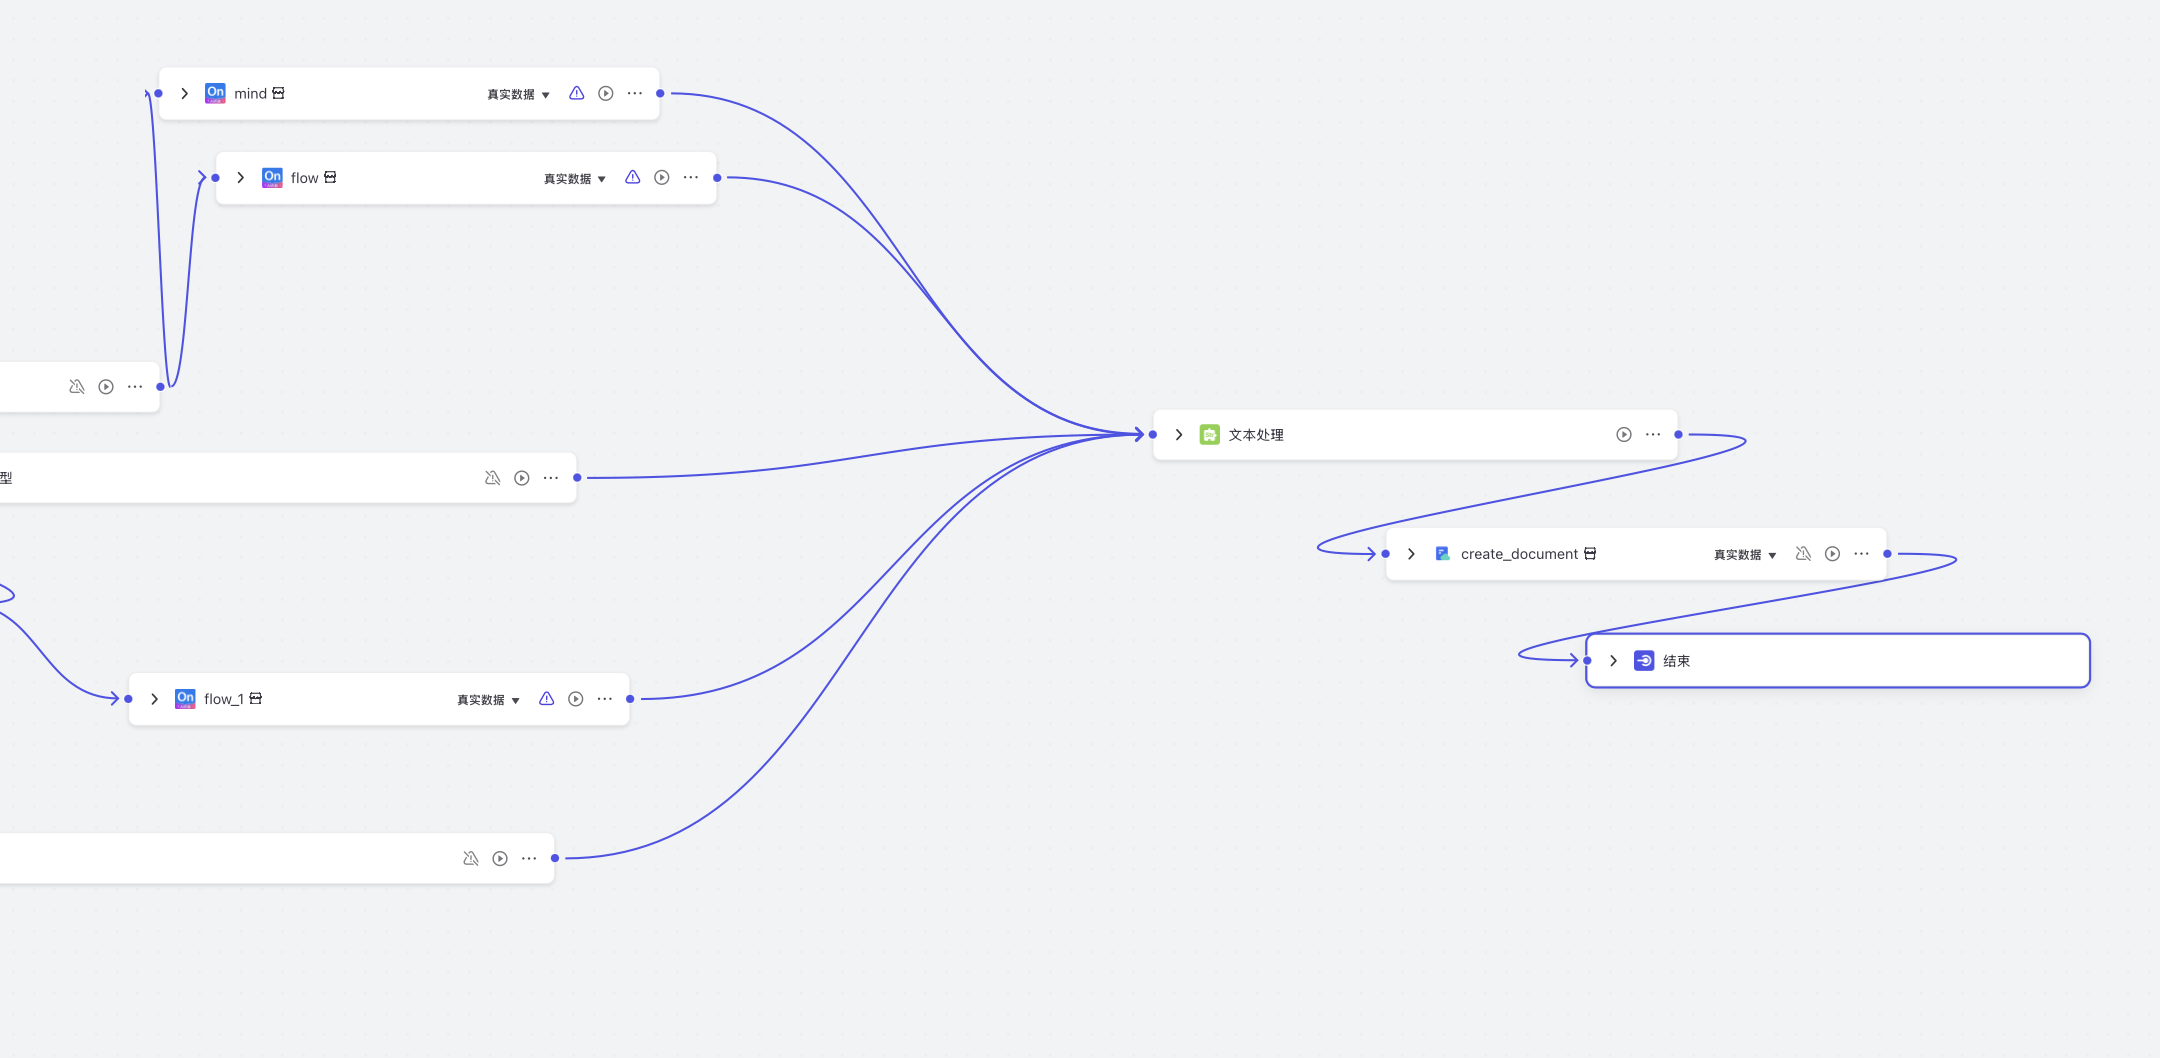 On mind 真实数据
On flow 真实数据
文本处理
型
create_document 真实数据
结束
On flow_1 真实数据